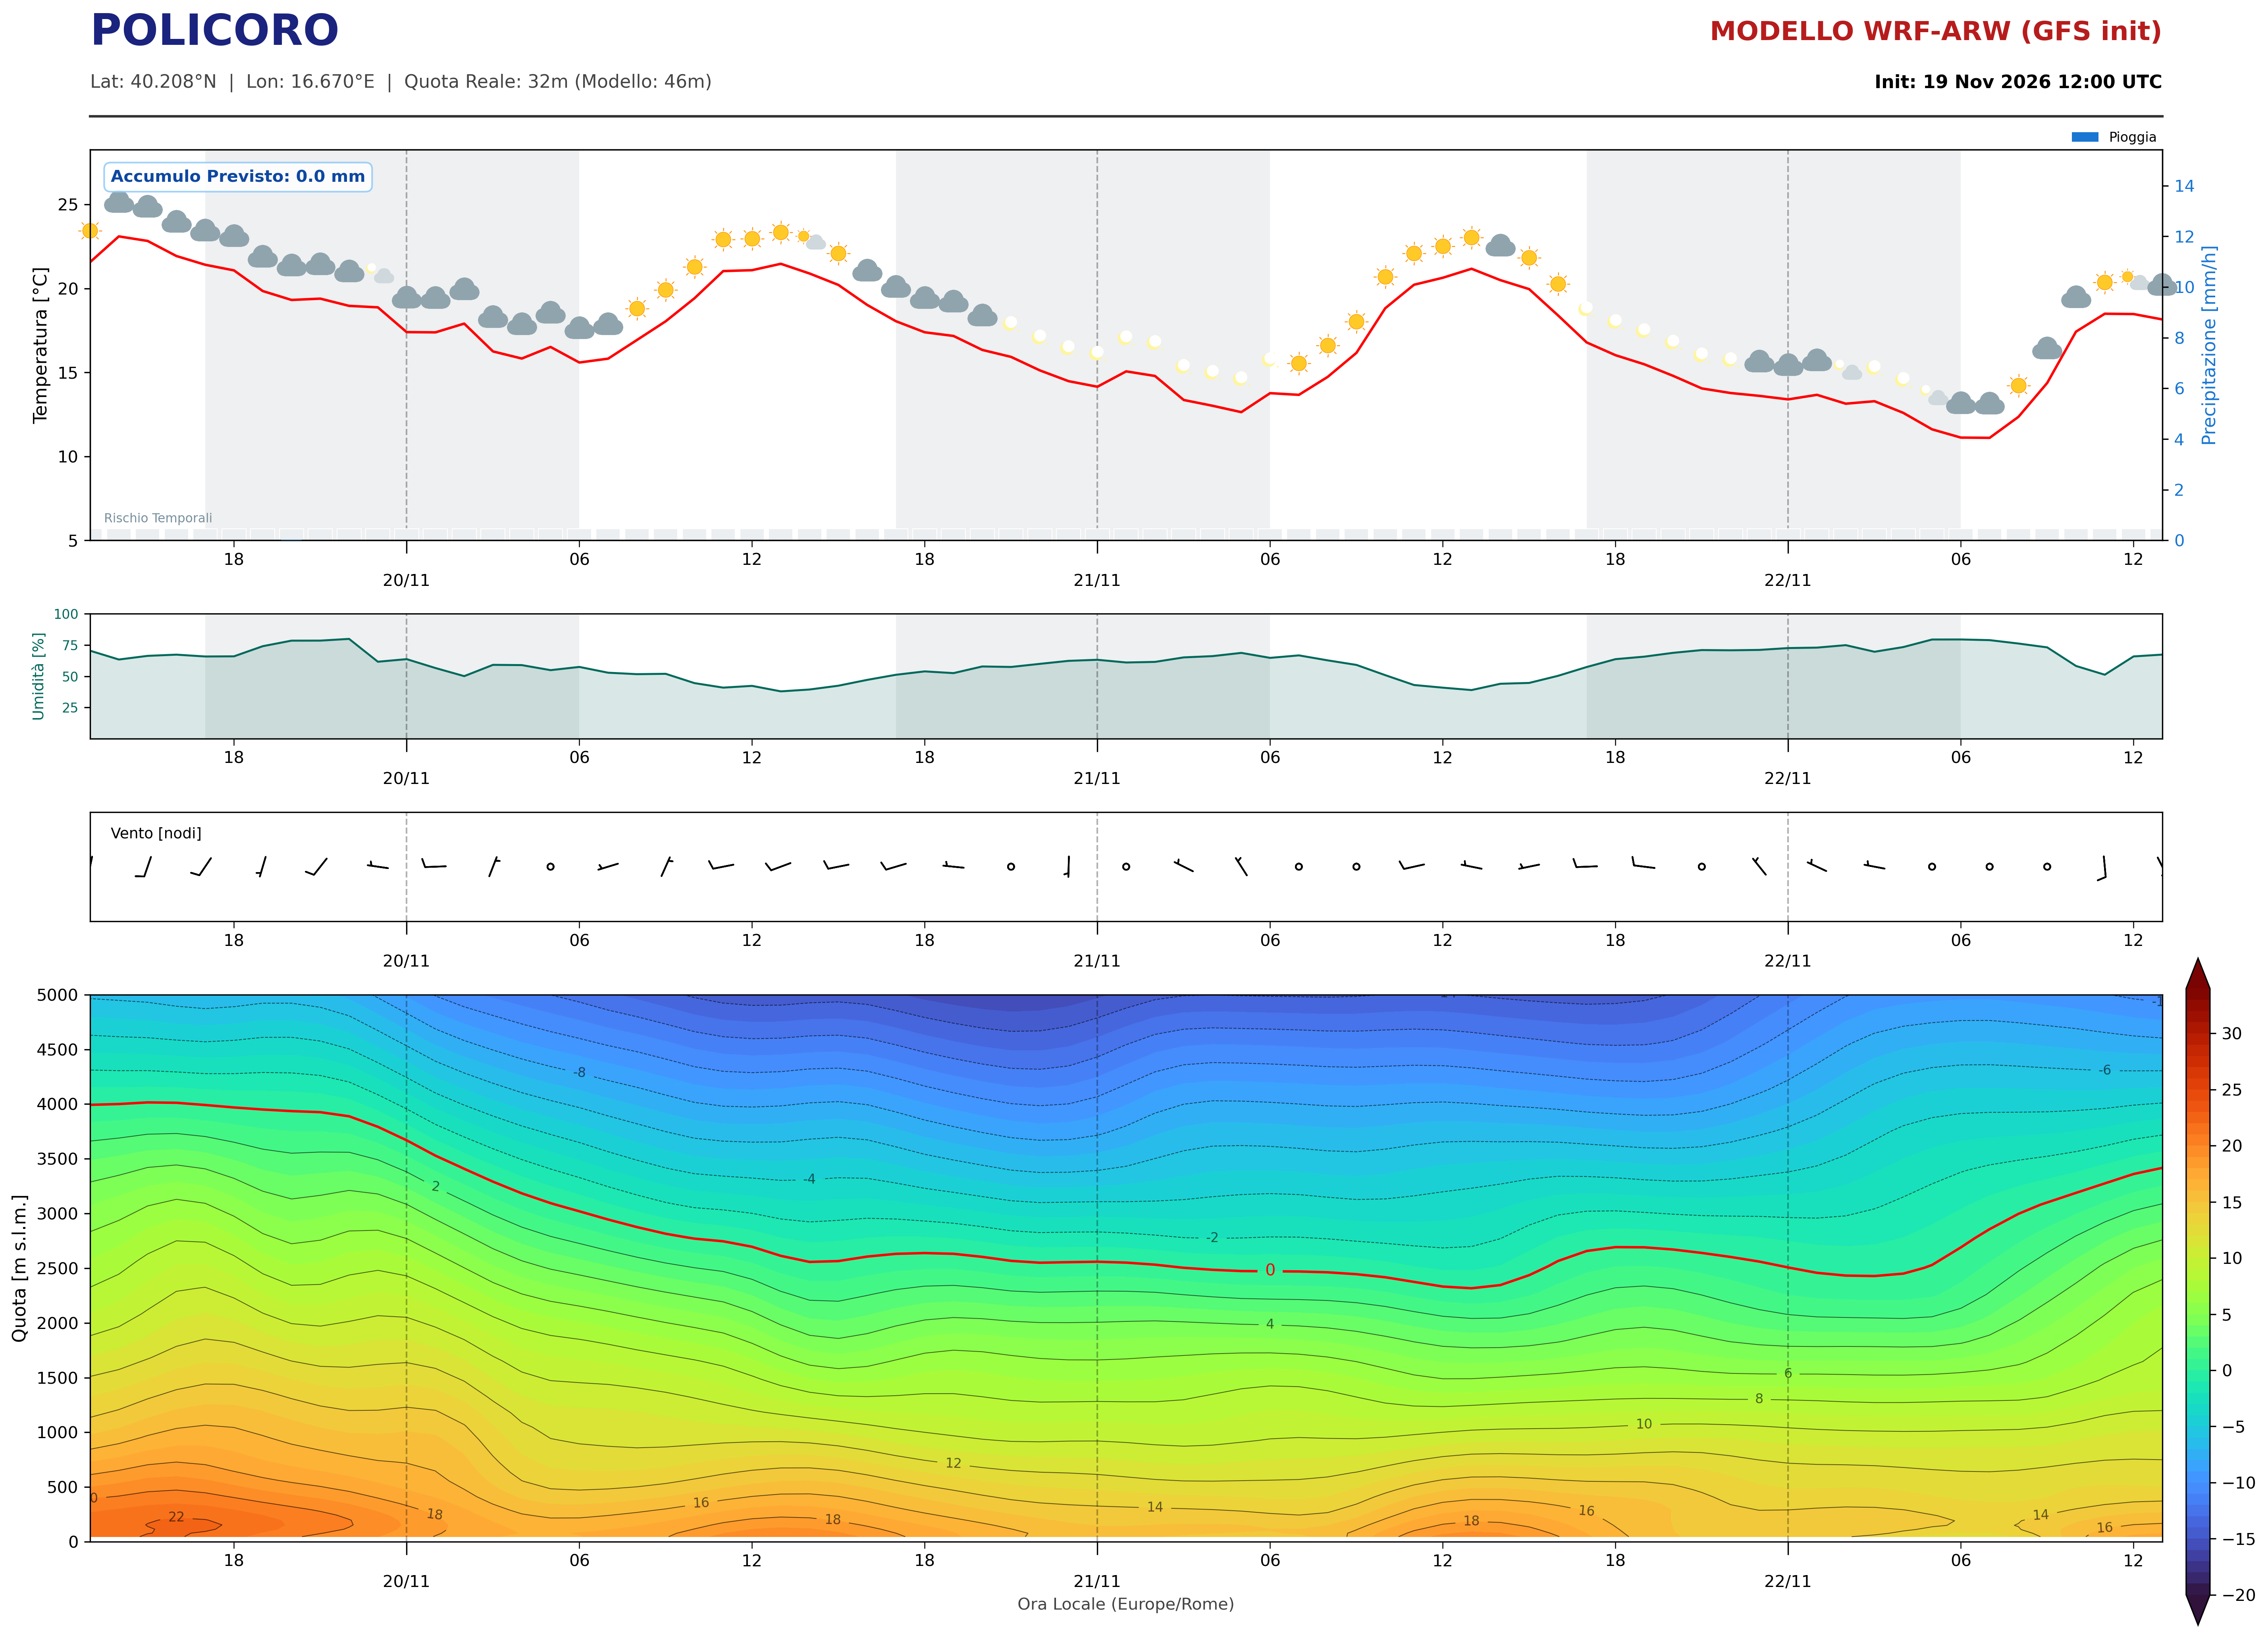 POLICORO
MODELLO WRF-ARW (GFS init)
Lat: 40.208°N | Lon: 16.670°E | Quota Reale: 32m (Modello: 46m)
Init: 19 Nov 2026 12:00 UTC
Pioggia
Accumulo Previsto: 0.0 mm
Temperatura [°C]
25
20
15
10
5
Precipitazione [mm/h]
14
12
10
8
6
4
2
0
Rischio Temporali
18 06 12 18 06 12 18 06 12
20/11 21/11 22/11
Umidità [%]
100
75
50
25
18 06 12 18 06 12 18 06 12
20/11 21/11 22/11
Vento [nodi]
18 06 12 18 06 12 18 06 12
20/11 21/11 22/11
Quota [m s.l.m.]
5000
4500
4000
3500
3000
2500
2000
1500
1000
500
0
-8
-6
-4
2
-2
0
4
6
8
10
12
16
14
18
22
18
18
16
14
16
30
25
20
15
10
5
0
−5
−10
−15
−20
18 06 12 18 06 12 18 06 12
20/11 21/11 22/11
Ora Locale (Europe/Rome)